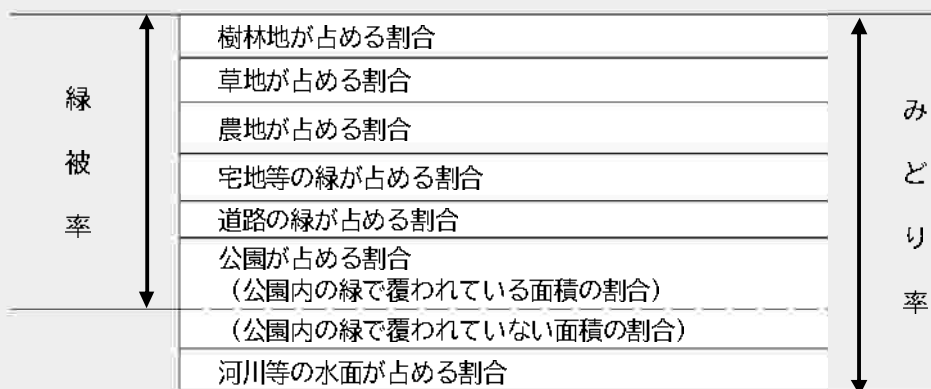 緑被率
樹林地が占める割合
草地が占める割合
農地が占める割合
宅地等の緑が占める割合
道路の緑が占める割合
公園が占める割合
（公園内の緑で覆われている面積の割合）
（公園内の緑で覆われていない面積の割合）
河川等の水面が占める割合
みどり率